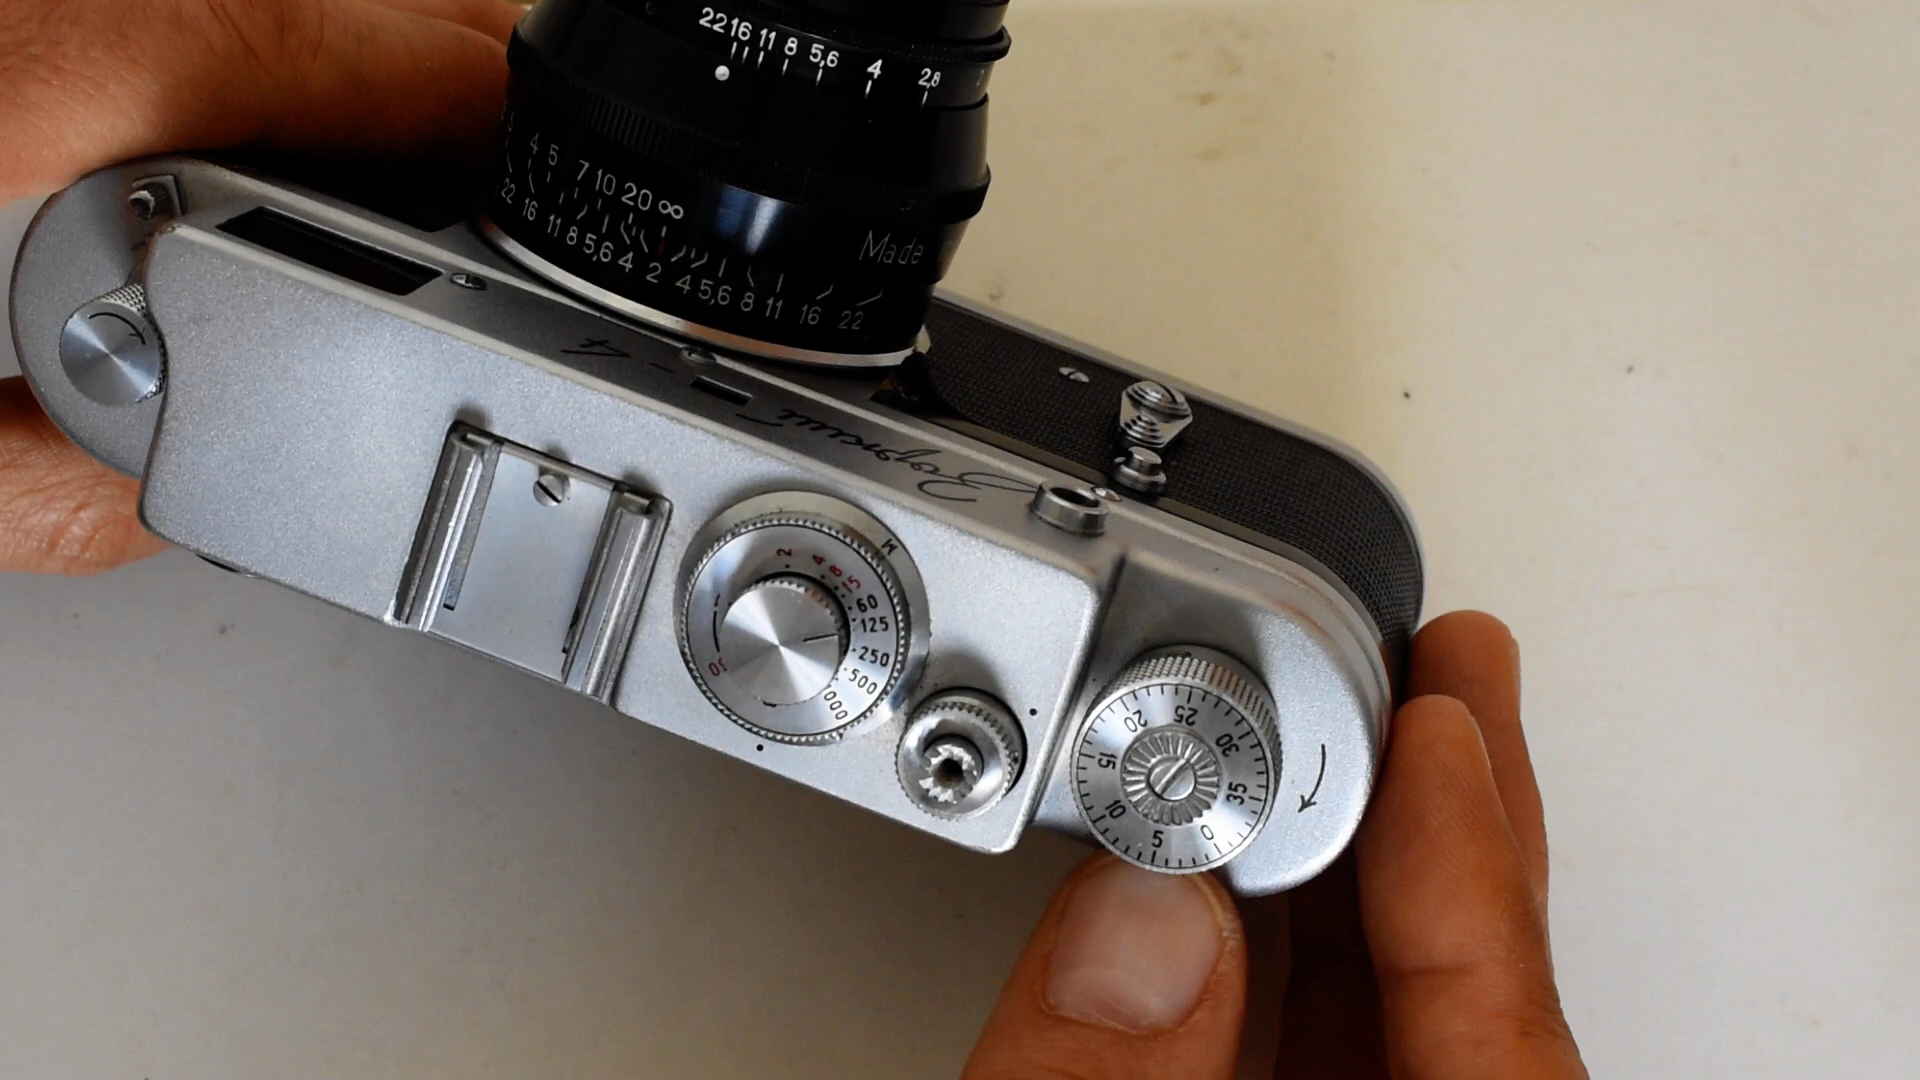 22 16 11 8 5,6 4 2,8
4 5 7 10 20 ∞
22 16 11 8 5,6 4 2 4 5,6 8 11 16 22
Made
Зоркий-4
M
2 4 8 15 60 125 250 500
30
0 5 10 15 20 25 30 35